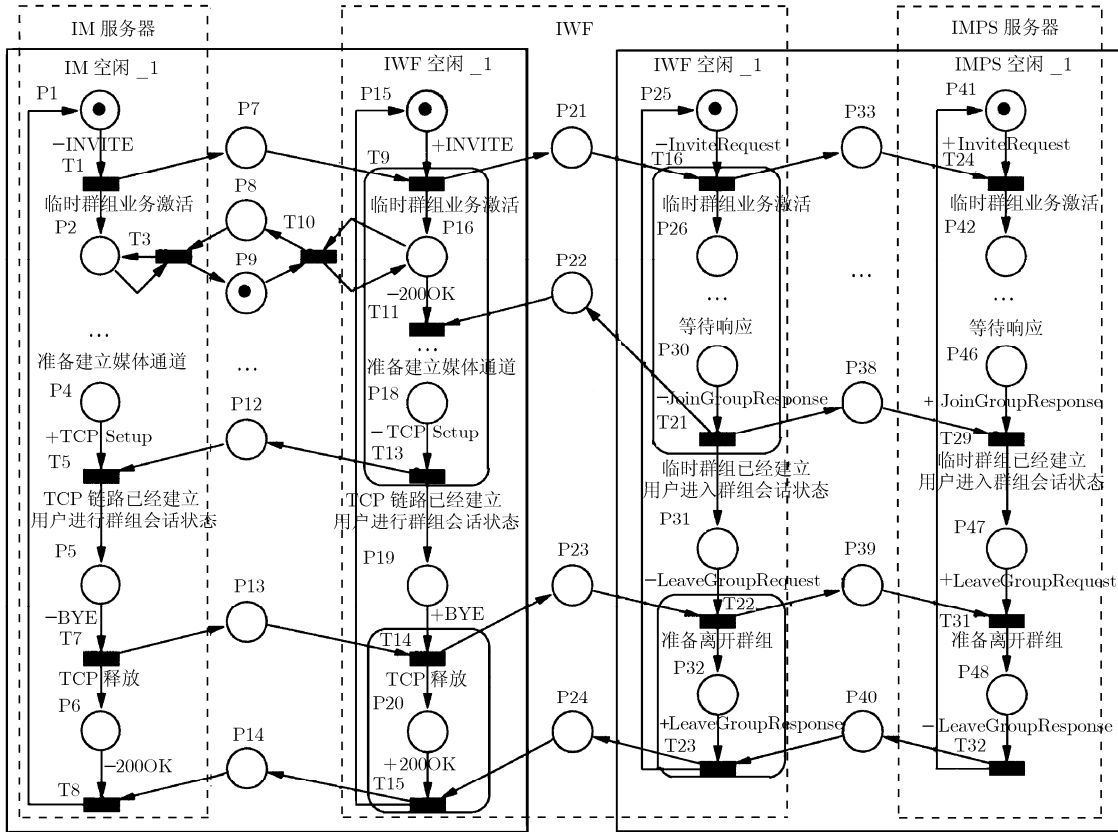 IM 服务器
IWF
IMPS 服务器
IM 空闲 _1
IWF 空闲 _1
IWF 空闲 _1
IMPS 空闲 _1
P1
P7
P15
P21
P25
P33
P41
−INVITE
+INVITE
−InviteRequest
+InviteRequest
T1
T9
T16
T24
临时群组业务激活
P8
临时群组业务激活
临时群组业务激活
临时群组业务激活
P2
T3
T10
P16
P26
P42
P9
P22
...
−200OK
T11
...
...
...
准备建立媒体通道
...
...
准备建立媒体通道
等待响应
等待响应
P4
P12
P18
P30
P38
P46
+TCP Setup
−TCP Setup
−JoinGroupResponse
+ JoinGroupResponse
T5
T13
T21
T29
TCP 链路已经建立
用户进行群组会话状态
TCP 链路已经建立
用户进行群组会话状态
临时群组已经建立
用户进入群组会话状态
临时群组已经建立
用户进入群组会话状态
P5
P13
P19
P23
P31
P39
P47
−BYE
+BYE
−LeaveGroupRequest
+LeaveGroupRequest
T7
T14
T22
T31
TCP 释放
TCP 释放
准备离开群组
准备离开群组
P6
P14
P20
P24
P32
P40
P48
−200OK
+200OK
+LeaveGroupResponse
−LeaveGroupResponse
T8
T15
T23
T32